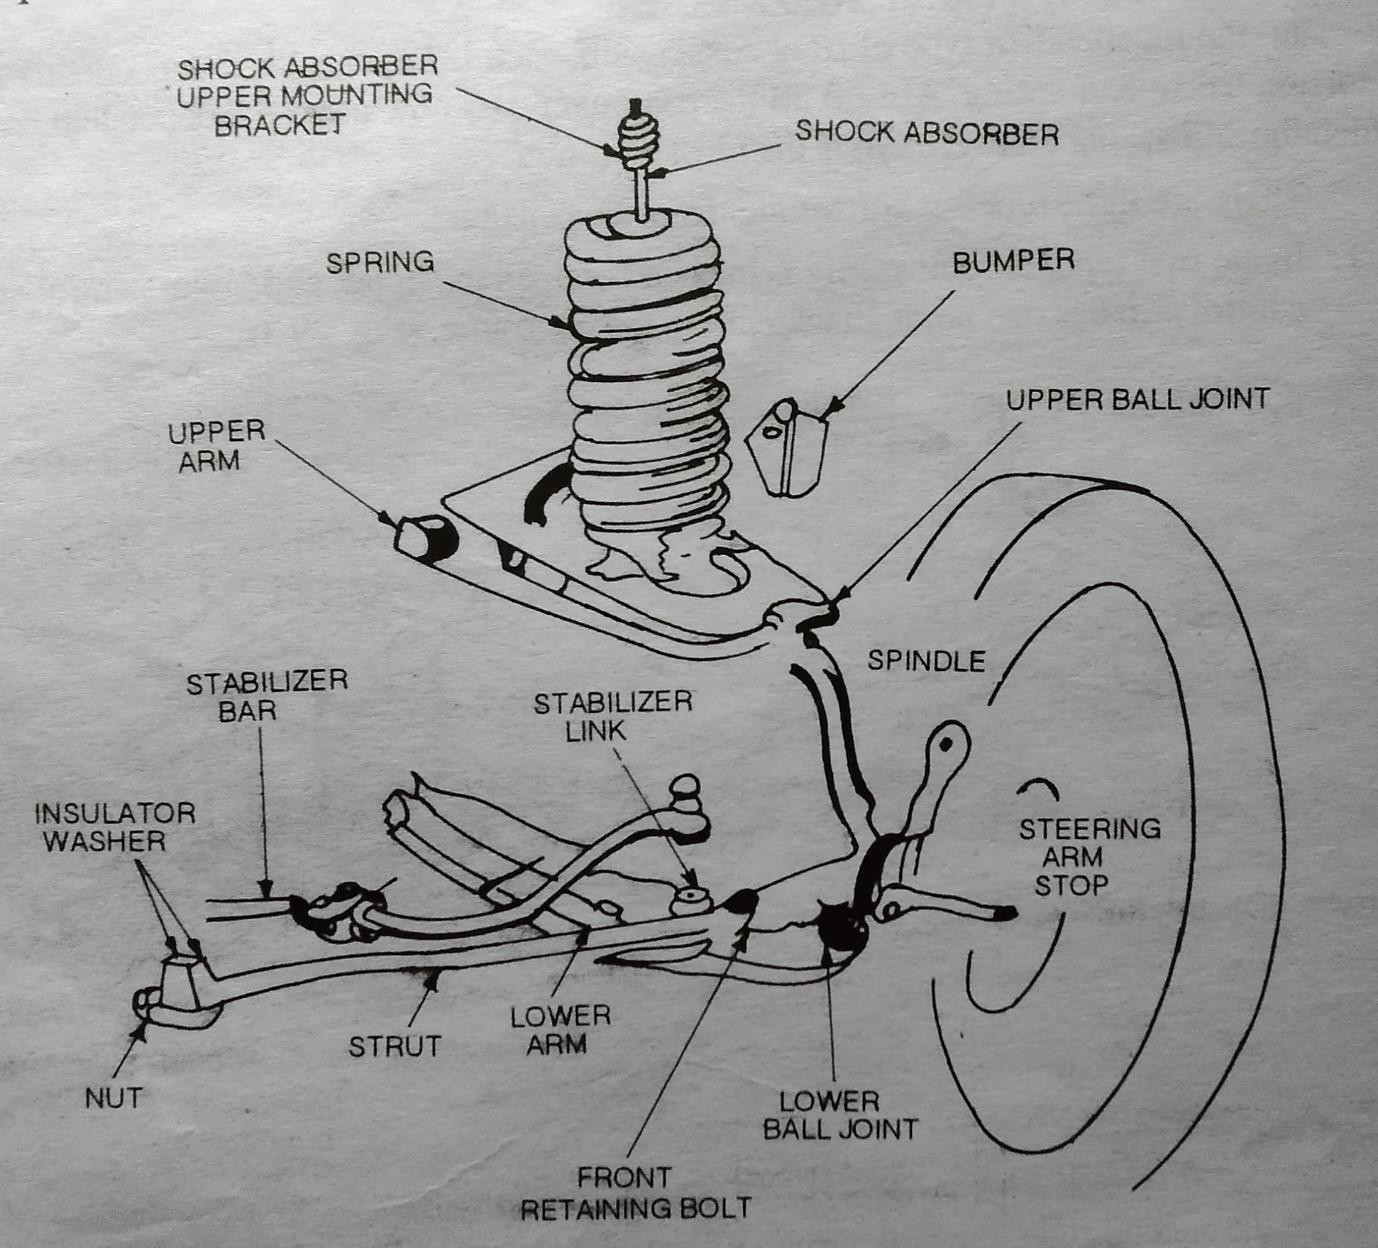 SHOCK ABSORBER
UPPER MOUNTING
BRACKET
SHOCK ABSORBER
SPRING
BUMPER
UPPER BALL JOINT
UPPER
ARM
SPINDLE
STABILIZER
BAR
STABILIZER
LINK
INSULATOR
WASHER
STEERING
ARM
STOP
STRUT
LOWER
ARM
NUT
LOWER
BALL JOINT
FRONT
RETAINING BOLT